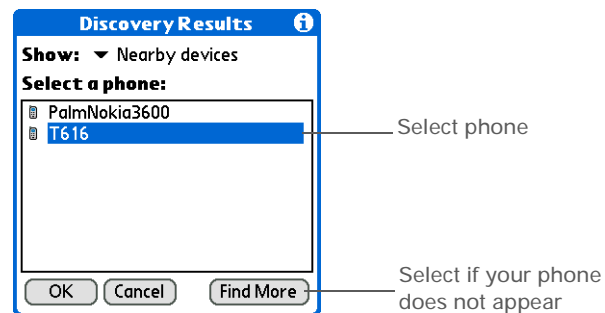 Discovery Results
Show: Nearby devices
Select a phone:
PalmNokia3600
T616
Select phone
OK Cancel Find More
Select if your phone
does not appear